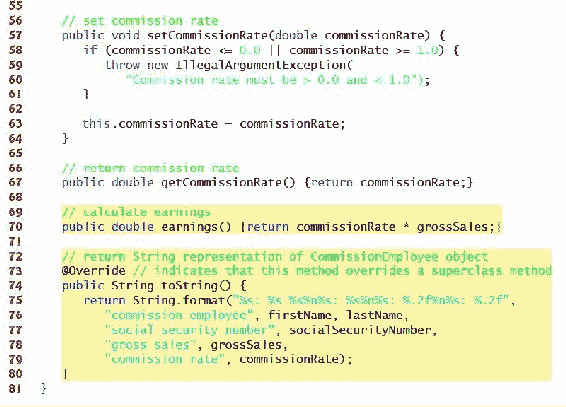 55
56 // set commission rate
57 public void setCommissionRate(double commissionRate) {
58 if (commissionRate <= 0.0 || commissionRate >= 1.0) {
59 throw new IllegalArgumentException(
60 "Commission rate must be > 0.0 and < 1.0");
61 }
62
63 this.commissionRate = commissionRate;
64 }
65
66 // return commission rate
67 public double getCommissionRate() {return commissionRate;}
68
69 // calculate earnings
70 public double earnings() {return commissionRate * grossSales;}
71
72 // return String representation of CommissionEmployee object
73 @Override // indicates that this method overrides a superclass method
74 public String toString() {
75 return String.format("%s: %s %s%n%s: %s%n%s: %.2f%n%s: %.2f",
76 "commission employee", firstName, lastName,
77 "social security number", socialSecurityNumber,
78 "gross sales", grossSales,
79 "commission rate", commissionRate);
80 }
81 }